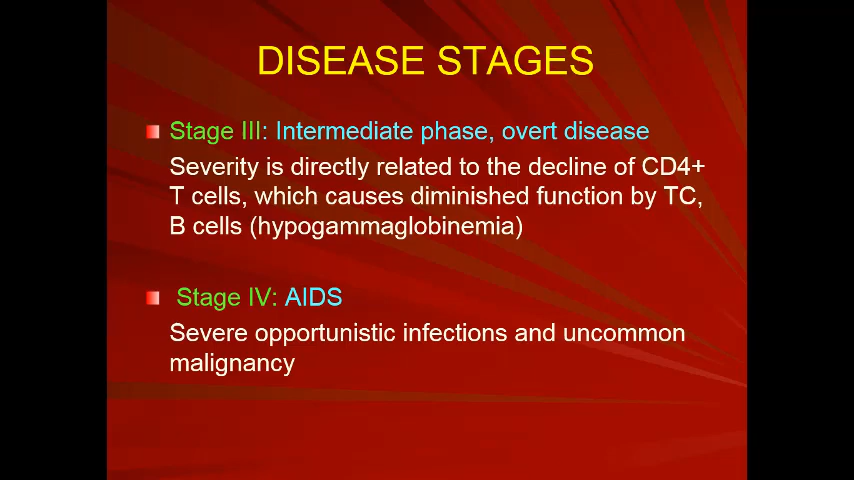 DISEASE STAGES
Stage III: Intermediate phase, overt disease
Severity is directly related to the decline of CD4+
T cells, which causes diminished function by TC,
B cells (hypogammaglobinemia)
Stage IV: AIDS
Severe opportunistic infections and uncommon
malignancy